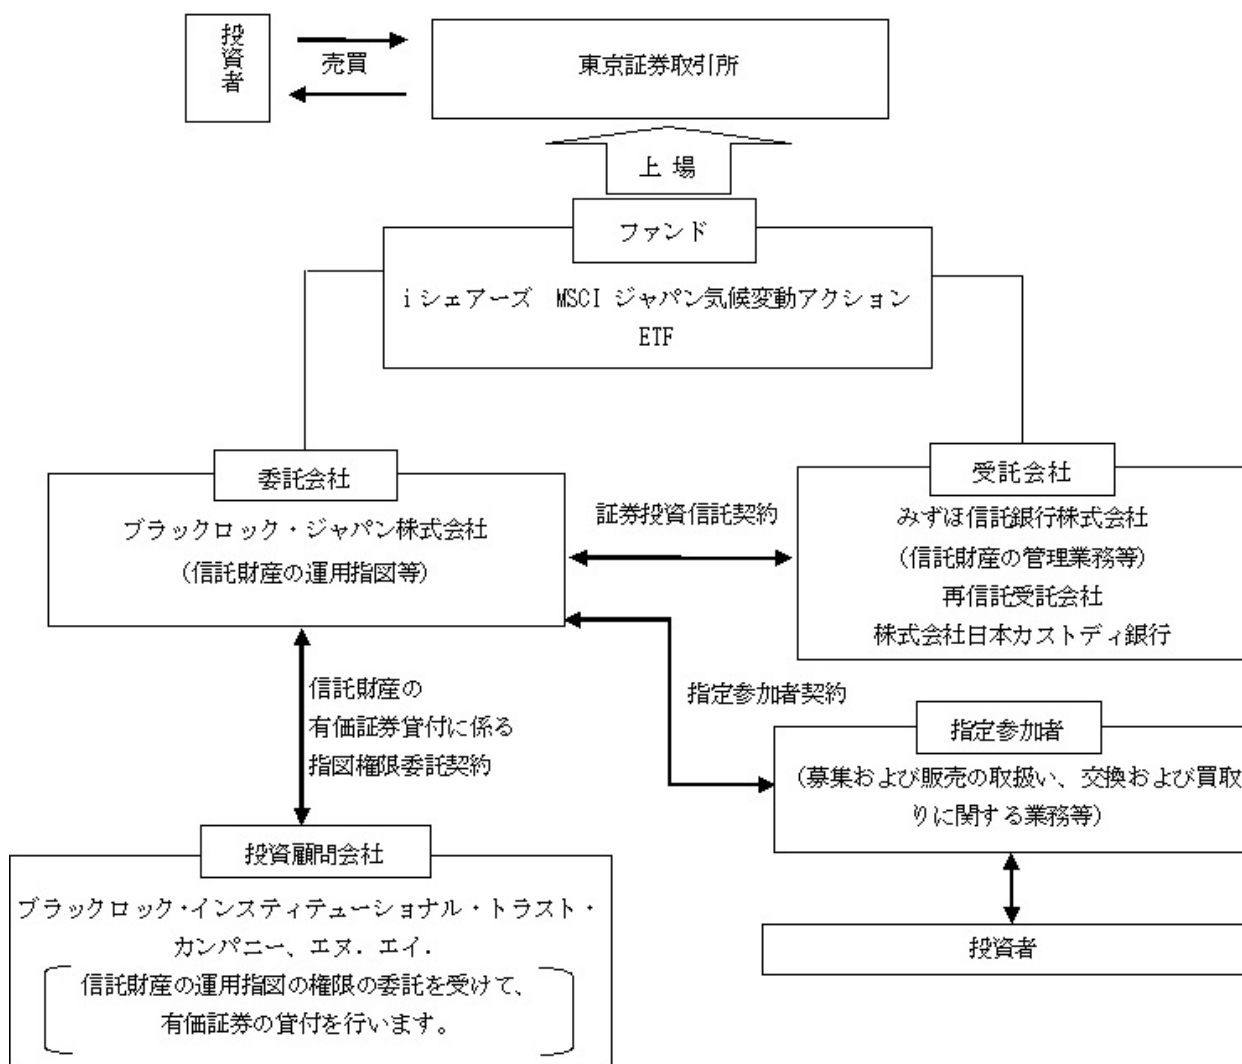 投資者
売買
東京証券取引所
上 場
ファンド
iシェアーズ　MSCI ジャパン気候変動アクション
ETF
委託会社
ブラックロック・ジャパン株式会社
(信託財産の運用指図等)
証券投資信託契約
受託会社
みずほ信託銀行株式会社
(信託財産の管理業務等)
再信託受託会社
株式会社日本カストディ銀行
信託財産の
有価証券貸付に係る
指図権限委託契約
指定参加者契約
指定参加者
(募集および販売の取扱い、交換および買取
りに関する業務等)
投資者
投資顧問会社
ブラックロック・インスティテューショナル・トラスト・
カンパニー、エヌ．エイ．
信託財産の運用指図の権限の委託を受けて、
有価証券の貸付を行います。